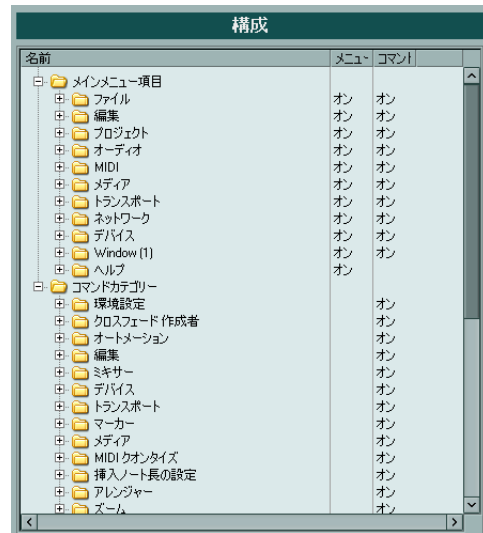 構成
名前 メニュ コマント
メインメニュー項目
ファイル オン オン
編集 オン オン
プロジェクト オン オン
オーディオ オン オン
MIDI オン オン
メディア オン オン
トランスポート オン オン
ネットワーク オン オン
デバイス オン オン
Window (1) オン オン
ヘルプ オン
コマンドカテゴリー
環境設定 オン
クロスフェード 作成者 オン
オートメーション オン
編集 オン
ミキサー オン
デバイス オン
トランスポート オン
マーカー オン
メディア オン
MIDI クオンタイズ オン
挿入ノート長の設定 オン
アレンジャー オン
ズーム オン